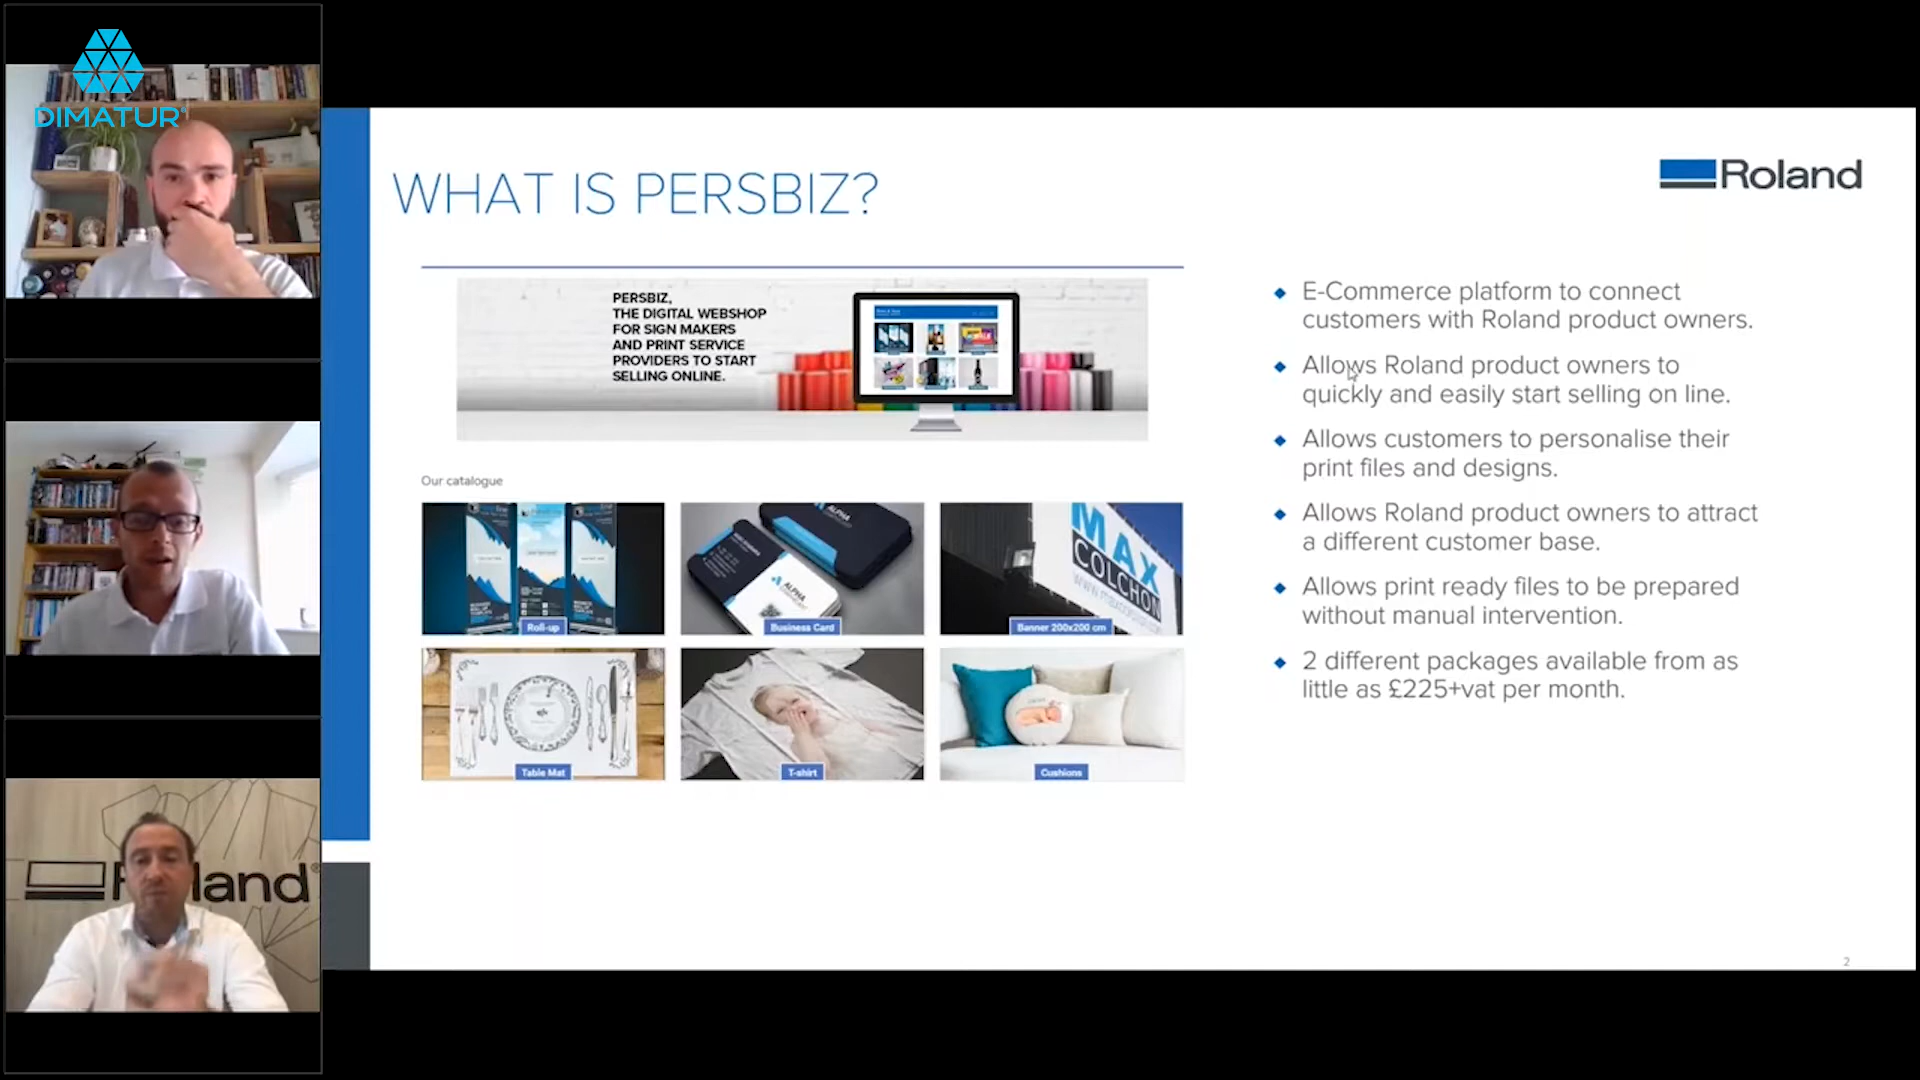 DIMATUR
WHAT IS PERSBIZ?
Roland
PERSBIZ,
THE DIGITAL WEBSHOP
FOR SIGN MAKERS
AND PRINT SERVICE
PROVIDERS TO START
SELLING ONLINE.
Our catalogue
Roll-up
ALPHA
ALPHA
Business Card
MAX
COLCHON
Banner 200x200 cm
Table Mat
T-shirt
Cushions
E-Commerce platform to connect
customers with Roland product owners.
Allows Roland product owners to
quickly and easily start selling on line.
Allows customers to personalise their
print files and designs.
Allows Roland product owners to attract
a different customer base.
Allows print ready files to be prepared
without manual intervention.
2 different packages available from as
little as £225+vat per month.
2